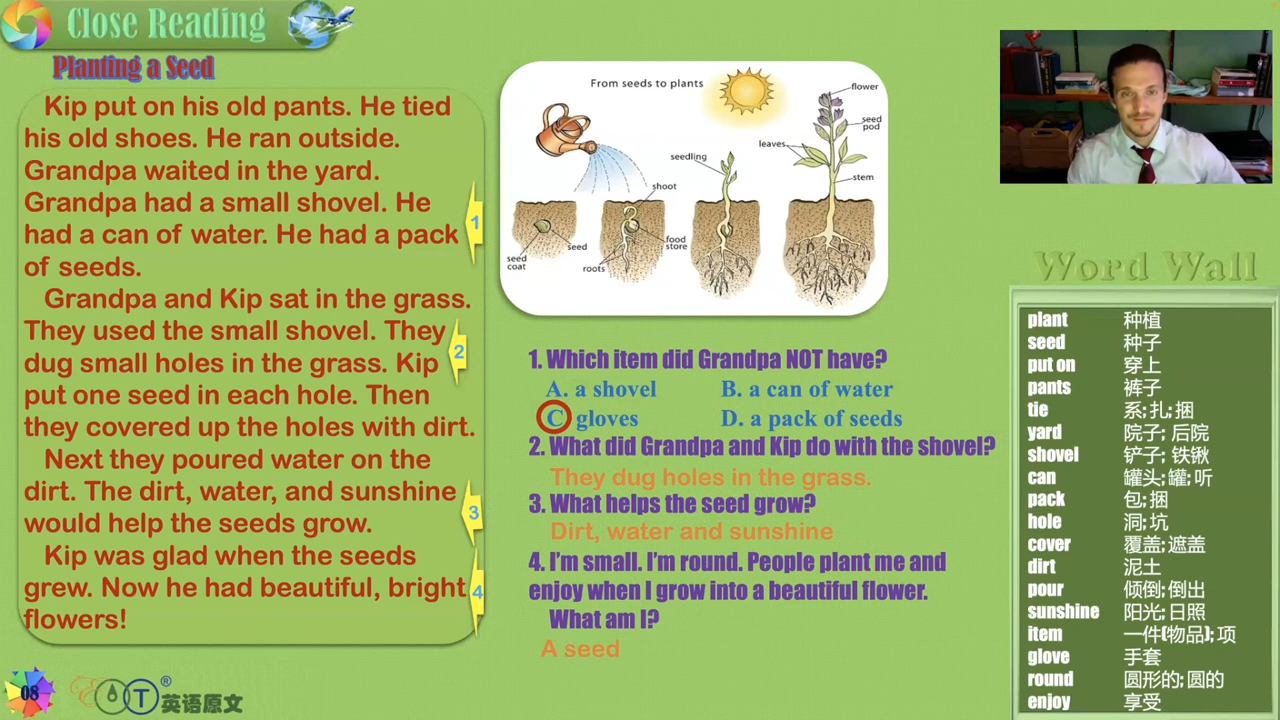 Close Reading
Planting a Seed
Kip put on his old pants. He tied
his old shoes. He ran outside.
Grandpa waited in the yard.
Grandpa had a small shovel. He
had a can of water. He had a pack
of seeds.
1
Grandpa and Kip sat in the grass.
They used the small shovel. They
dug small holes in the grass. Kip
put one seed in each hole. Then
they covered up the holes with dirt.
2
Next they poured water on the
dirt. The dirt, water, and sunshine
would help the seeds grow.
3
Kip was glad when the seeds
grew. Now he had beautiful, bright
flowers!
4
From seeds to plants
flower
seed
pod
leaves
stem
seedling
shoot
seed
seed
coat
food
store
roots
1. Which item did Grandpa NOT have?
A. a shovel B. a can of water
C gloves D. a pack of seeds
2. What did Grandpa and Kip do with the shovel?
They dug holes in the grass.
3. What helps the seed grow?
Dirt, water and sunshine
4. I'm small. I'm round. People plant me and
enjoy when I grow into a beautiful flower.
What am I?
A seed
Word Wall
plant 种植
seed 种子
put on 穿上
pants 裤子
tie 系; 扎; 捆
yard 院子; 后院
shovel 铲子; 铁锹
can 罐头; 罐; 听
pack 包; 捆
hole 洞; 坑
cover 覆盖; 遮盖
dirt 泥土
pour 倾倒; 倒出
sunshine 阳光; 日照
item 一件(物品); 项
glove 手套
round 圆形的; 圆的
enjoy 享受
08
T ® 英语原文